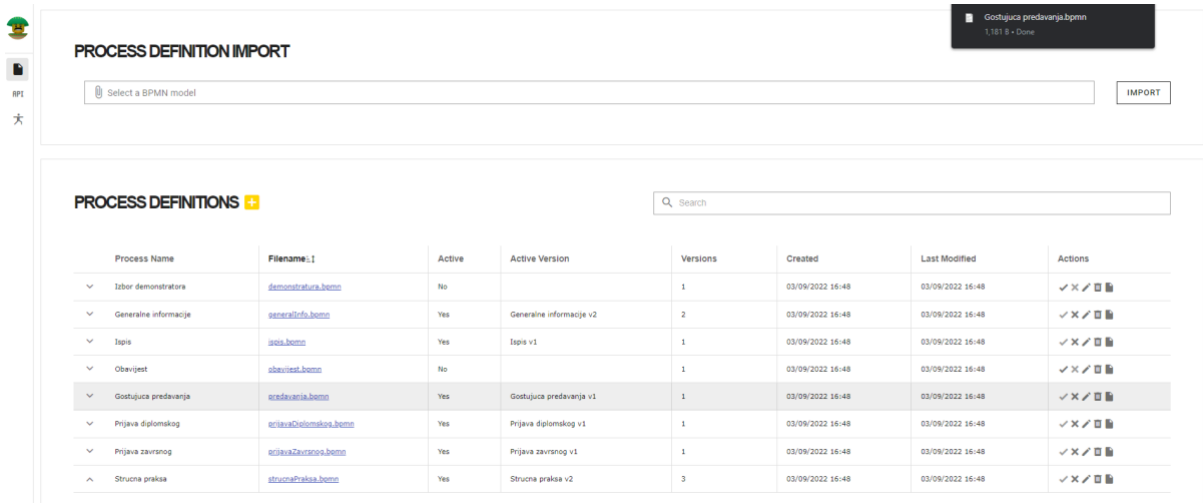 Gostujuca predavanja.bpmn
1,181 B • Done
PROCESS DEFINITION IMPORT
API
Select a BPMN model
IMPORT
PROCESS DEFINITIONS +
Search
Process Name Filename Active Active Version Versions Created Last Modified Actions
Izbor demonstratora demonstratura.bpmn No 1 03/09/2022 16:48 03/09/2022 16:48
Generalne informacije generalInfo.bpmn Yes Generalne informacije v2 2 03/09/2022 16:48 03/09/2022 16:48
Ispis ispis.bpmn Yes Ispis v1 1 03/09/2022 16:48 03/09/2022 16:48
Obavijest obavijest.bpmn No 1 03/09/2022 16:48 03/09/2022 16:48
Gostujuca predavanja predavanja.bpmn Yes Gostujuca predavanja v1 1 03/09/2022 16:48 03/09/2022 16:48
Prijava diplomskog prijavaDiplomskog.bpmn Yes Prijava diplomskog v1 1 03/09/2022 16:48 03/09/2022 16:48
Prijava zavrsnog prijavaZavrsnog.bpmn Yes Prijava zavrsnog v1 1 03/09/2022 16:48 03/09/2022 16:48
Strucna praksa strucnaPraksa.bpmn Yes Strucna praksa v2 3 03/09/2022 16:48 03/09/2022 16:48